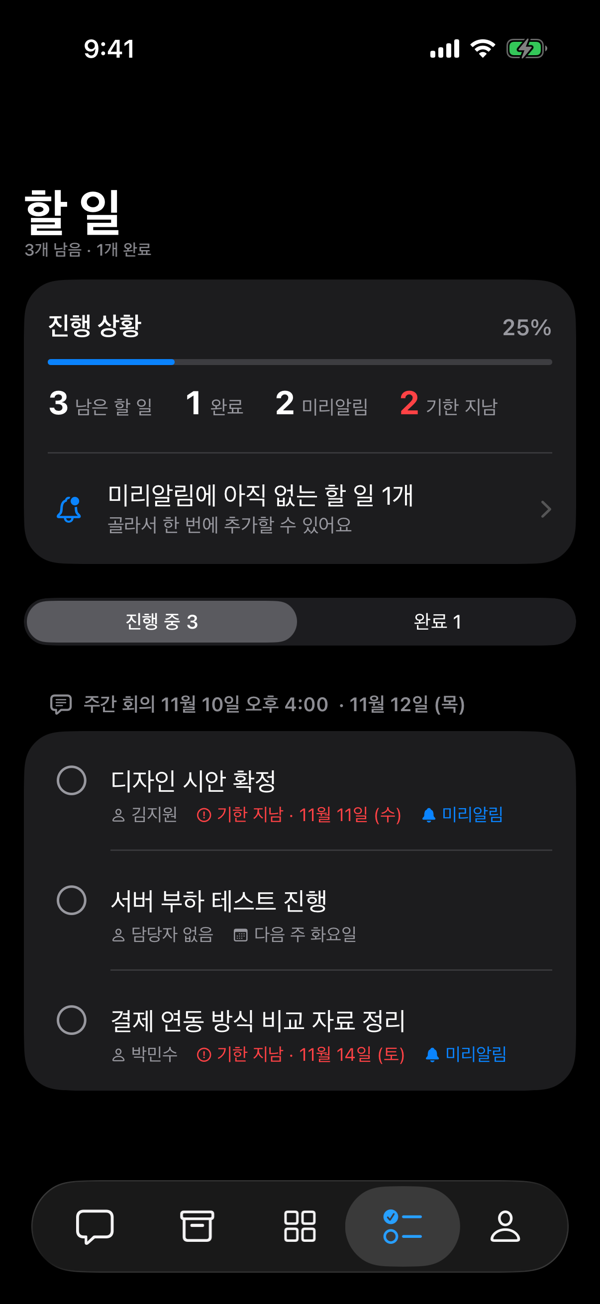 9:41
할 일
3개 남음 · 1개 완료
진행 상황 25%
3 남은 할 일 1 완료 2 미리알림 2 기한 지남
미리알림에 아직 없는 할 일 1개
골라서 한 번에 추가할 수 있어요
진행 중 3 완료 1
주간 회의 11월 10일 오후 4:00 · 11월 12일 (목)
디자인 시안 확정
김지원 기한 지남 · 11월 11일 (수) 미리알림
서버 부하 테스트 진행
담당자 없음 다음 주 화요일
결제 연동 방식 비교 자료 정리
박민수 기한 지남 · 11월 14일 (토) 미리알림